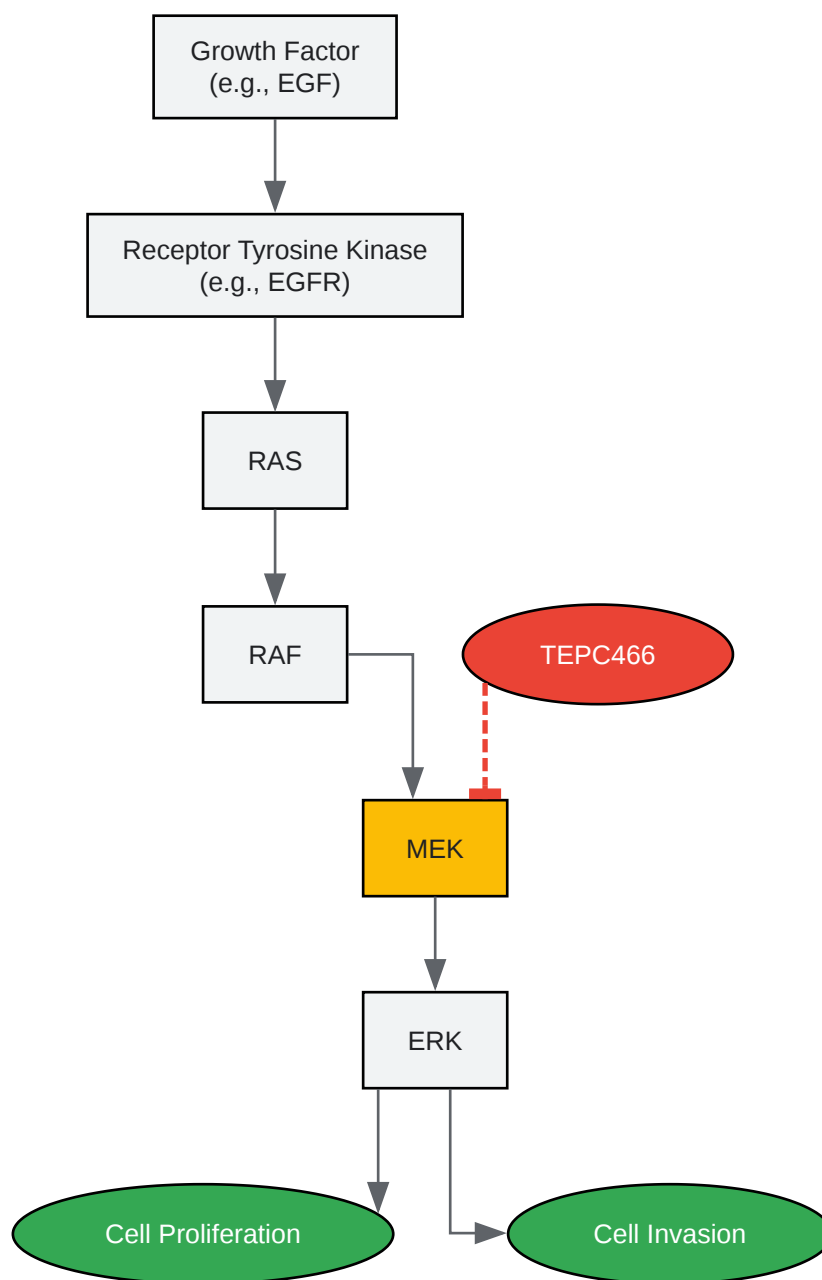 Growth Factor
(e.g., EGF)
Receptor Tyrosine Kinase
(e.g., EGFR)
RAS
RAF
TEPC466
MEK
ERK
Cell Proliferation
Cell Invasion